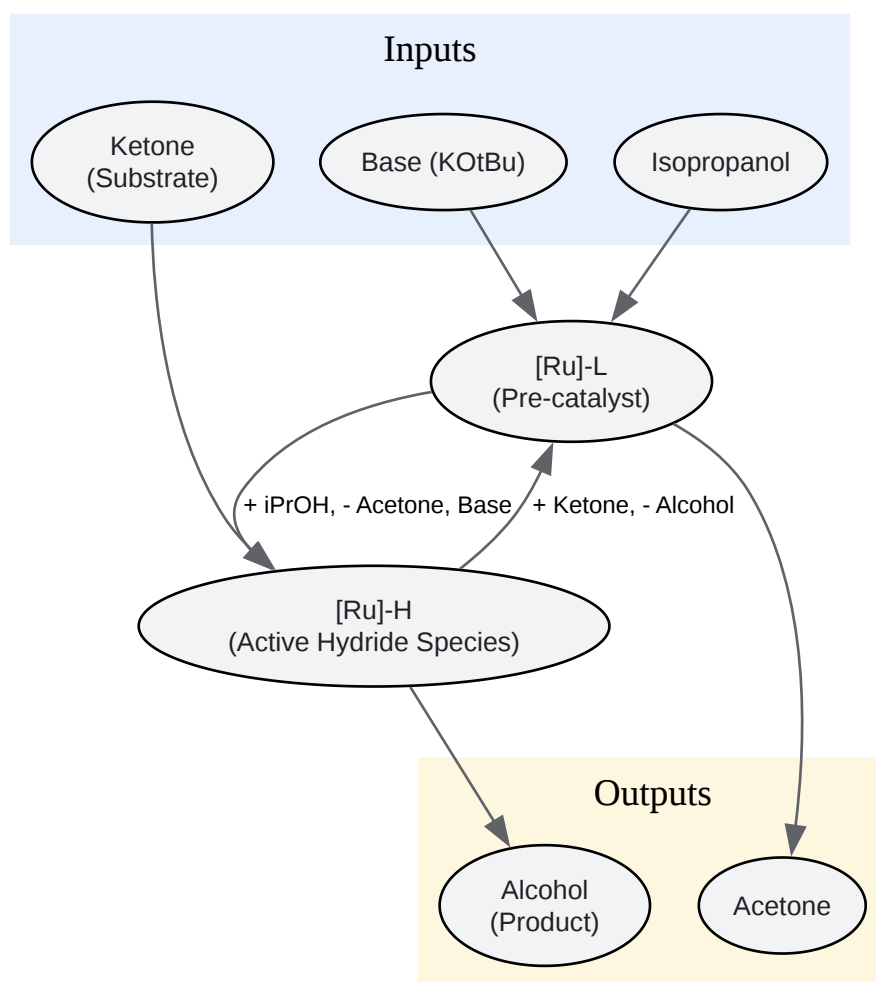 Inputs
Ketone
(Substrate)
Base (KOtBu)
Isopropanol
[Ru]-L
(Pre-catalyst)
+ iPrOH, - Acetone, Base
+ Ketone, - Alcohol
[Ru]-H
(Active Hydride Species)
Outputs
Alcohol
(Product)
Acetone